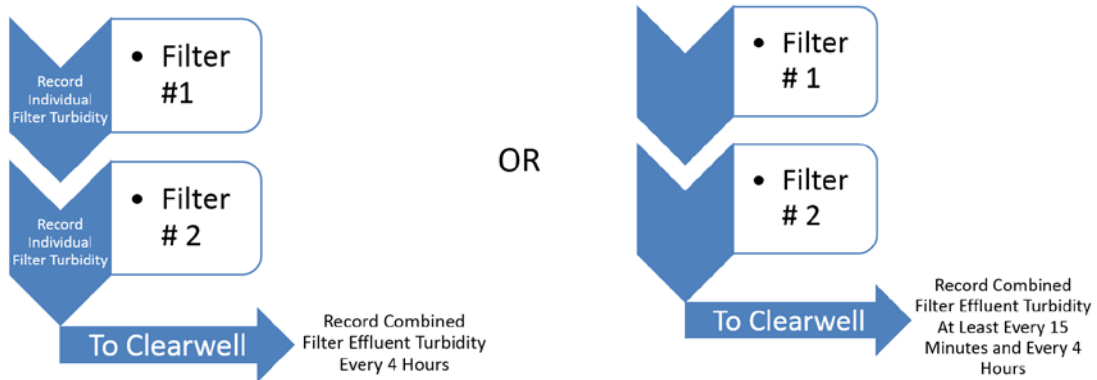 Record
Individual
Filter Turbidity
• Filter
#1
Record
Individual
Filter Turbidity
• Filter
# 2
To Clearwell
Record Combined
Filter Effluent Turbidity
Every 4 Hours
OR
• Filter
# 1
• Filter
# 2
To Clearwell
Record Combined
Filter Effluent Turbidity
At Least Every 15
Minutes and Every 4
Hours